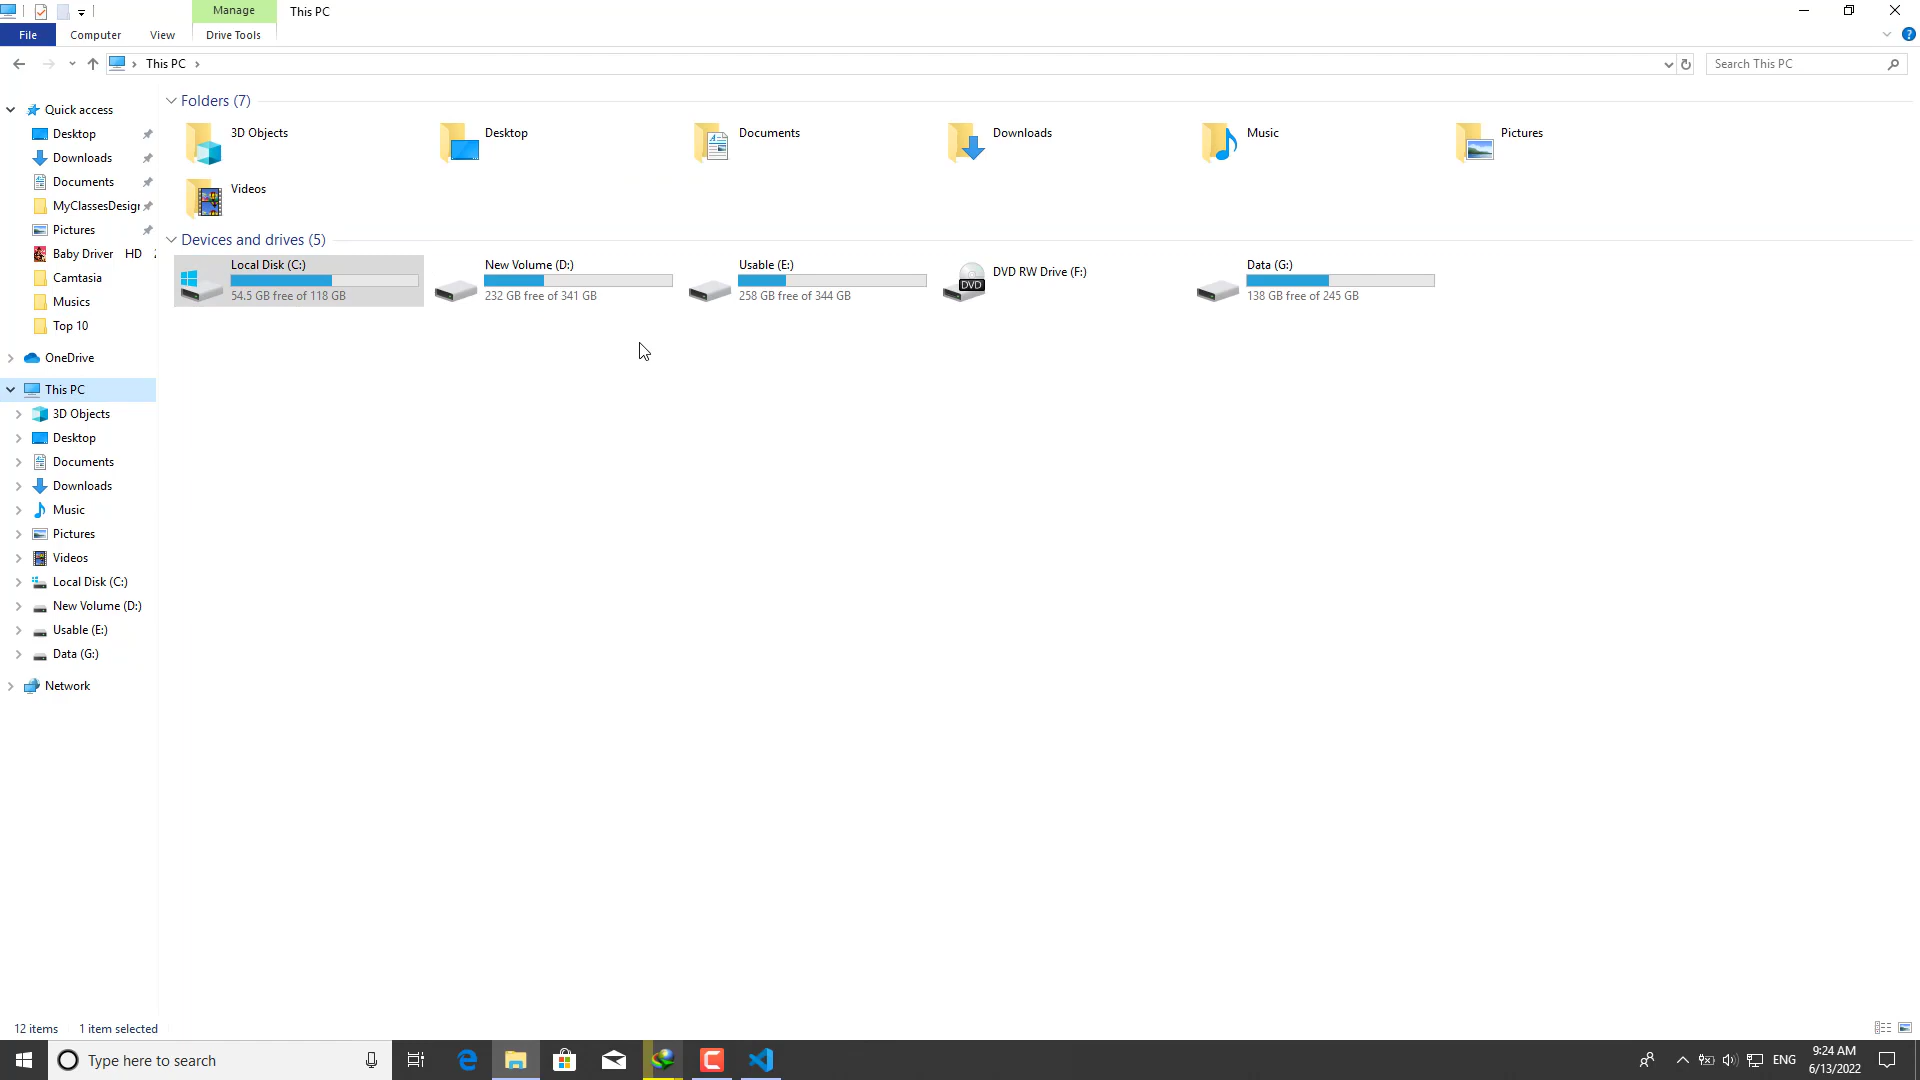 Manage
This PC
File
Computer
View
Drive Tools
This PC
Search This PC
Quick access
Desktop
Downloads
Documents
MyClassesDesign
Pictures
Baby Driver HD
Camtasia
Musics
Top 10
OneDrive
This PC
3D Objects
Desktop
Documents
Downloads
Music
Pictures
Videos
Local Disk (C:)
New Volume (D:)
Usable (E:)
Data (G:)
Network
Folders (7)
3D Objects
Desktop
Documents
Downloads
Music
Pictures
Videos
Devices and drives (5)
Local Disk (C:)
54.5 GB free of 118 GB
New Volume (D:)
232 GB free of 341 GB
Usable (E:)
258 GB free of 344 GB
DVD
DVD RW Drive (F:)
Data (G:)
138 GB free of 245 GB
12 items
1 item selected
Type here to search
ENG
9:24 AM
6/13/2022